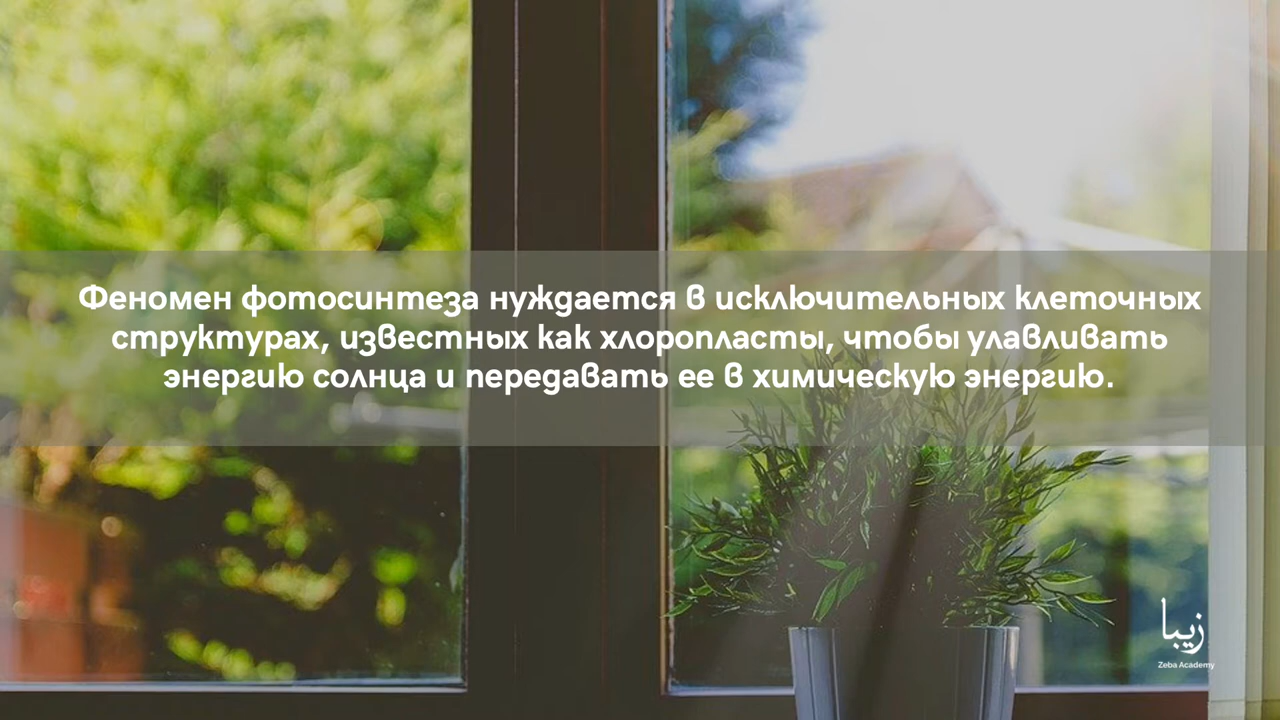 Феномен фотосинтеза нуждается в исключительных клеточных
структурах, известных как хлоропласты, чтобы улавливать
энергию солнца и передавать ее в химическую энергию.
زیبا
Zeba Academy